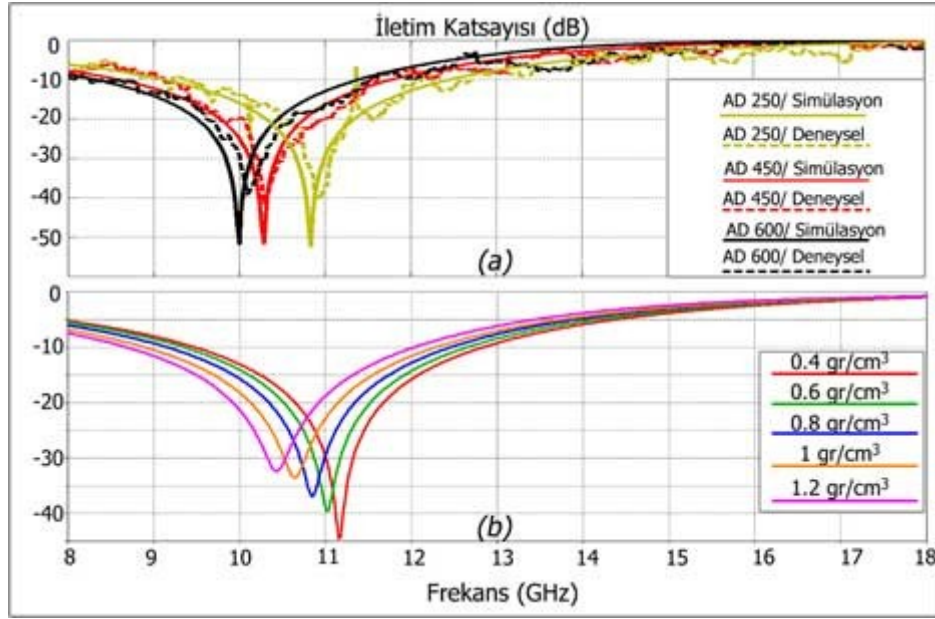 İletim Katsayısı (dB)
0
-10
-20
-30
-40
-50
AD 250/ Simülasyon
AD 250/ Deneysel
AD 450/ Simülasyon
AD 450/ Deneysel
AD 600/ Simülasyon
AD 600/ Deneysel
(a)
0
-10
-20
-30
-40
0.4 gr/cm³
0.6 gr/cm³
0.8 gr/cm³
1 gr/cm³
1.2 gr/cm³
(b)
8 9 10 11 12 13 14 15 16 17 18
Frekans (GHz)